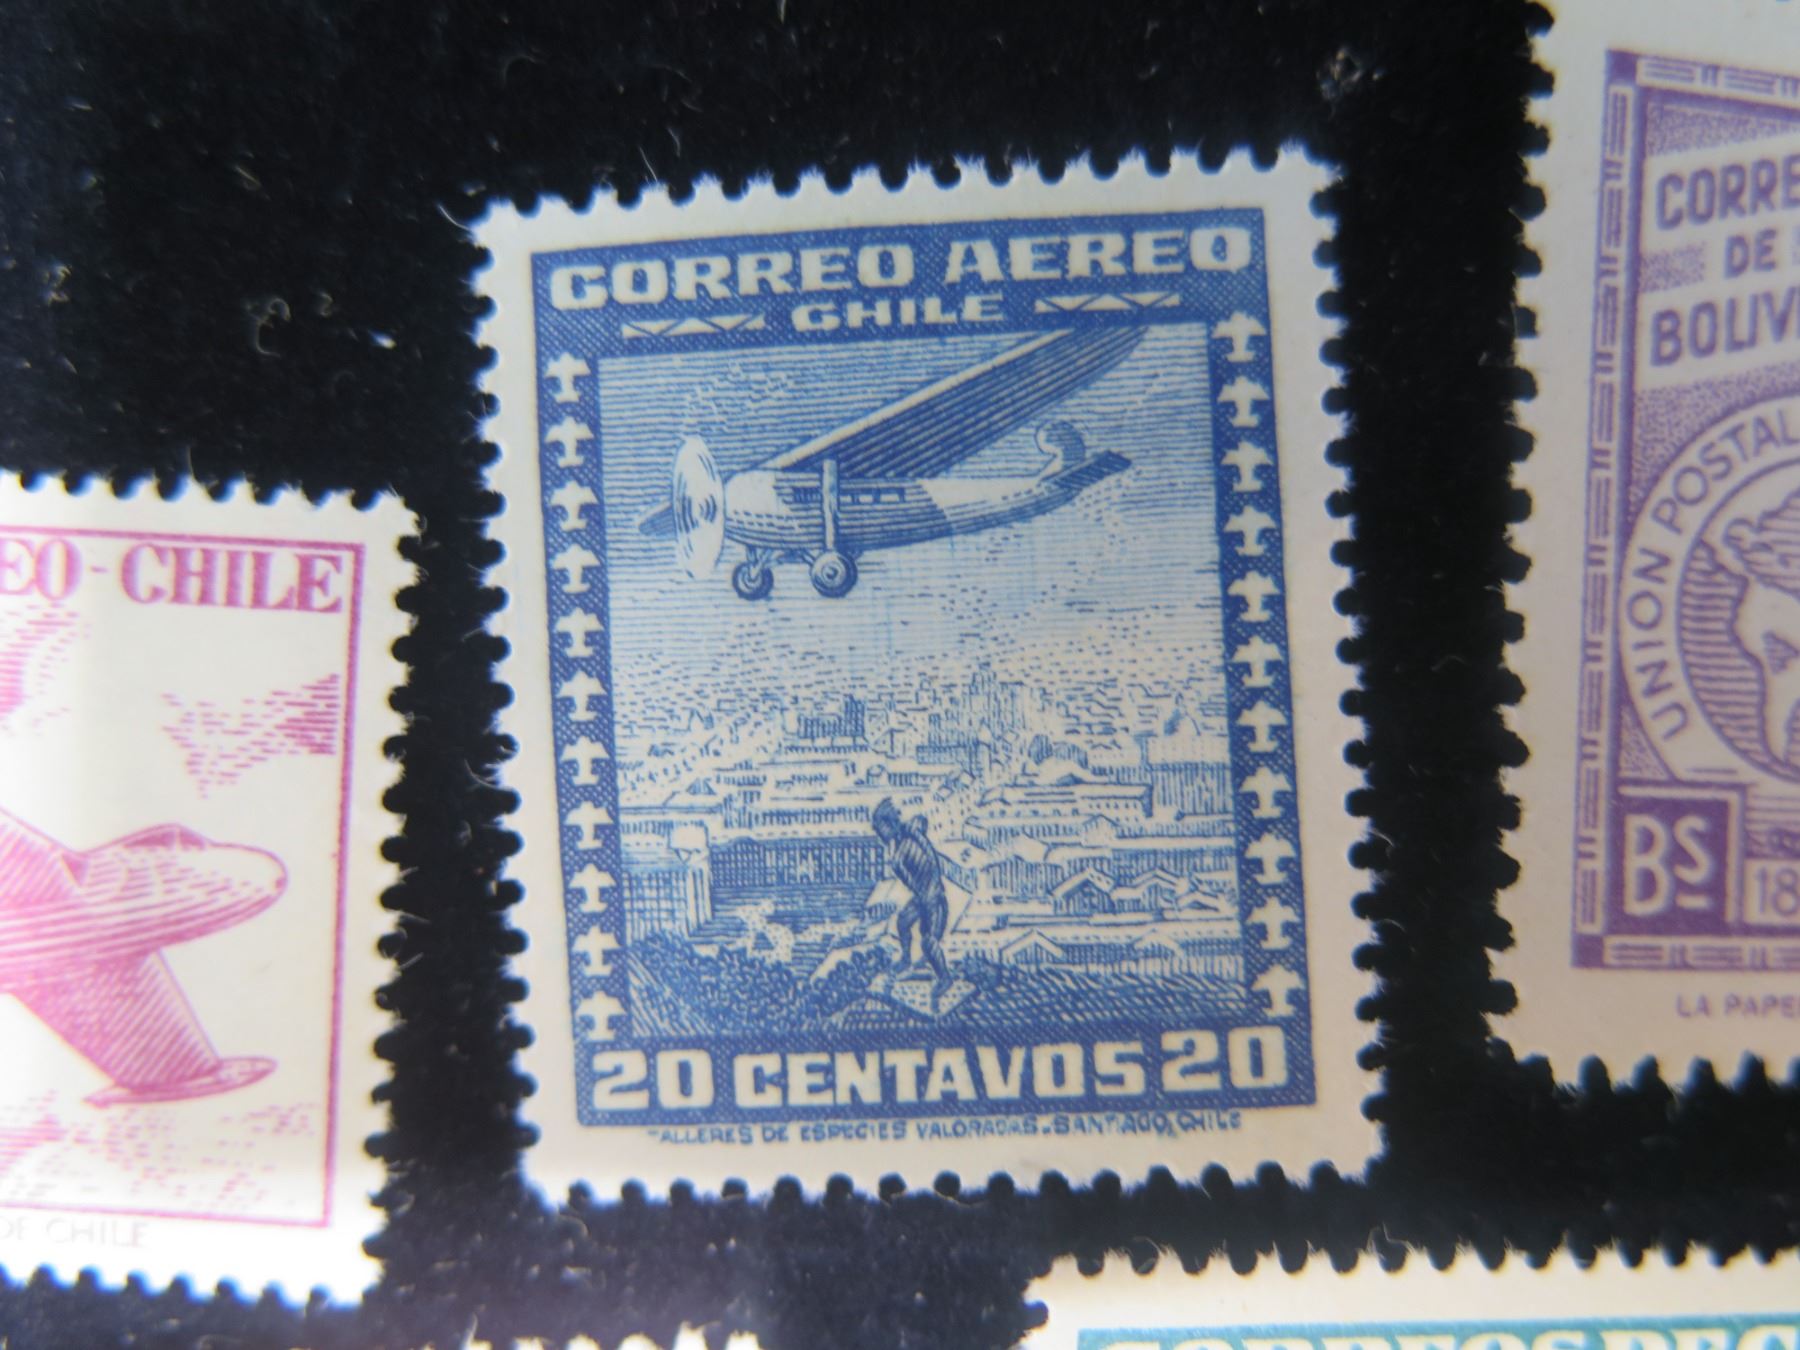 CORREO AEREO
CHILE
20 CENTAVOS 20
TALLERES DE ESPECIES VALORADAS.-SANTIAGO, CHILE
EO-CHILE
DE CHILE
CORRE
DE
BOLIV
UNION POSTAL
Bs
18
LA PAPE